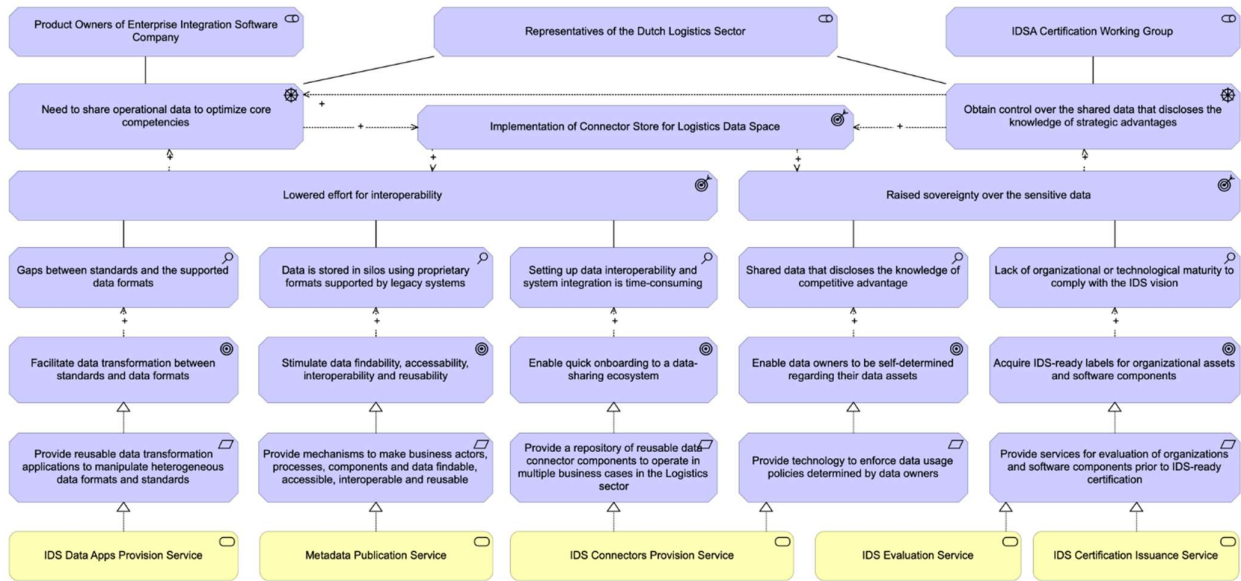 Product Owners of Enterprise Integration Software
Company
Representatives of the Dutch Logistics Sector
IDSA Certification Working Group
Need to share operational data to optimize core
competencies
+
+
Implementation of Connector Store for Logistics Data Space
+
Obtain control over the shared data that discloses the
knowledge of strategic advantages
+
+
+
+
Lowered effort for interoperability
Raised sovereignty over the sensitive data
Gaps between standards and the supported
data formats
Data is stored in silos using proprietary
formats supported by legacy systems
Setting up data interoperability and
system integration is time-consuming
Shared data that discloses the knowledge of
competitive advantage
Lack of organizational or technological maturity to
comply with the IDS vision
+
+
+
+
+
Facilitate data transformation between
standards and data formats
Stimulate data findability, accessability,
interoperability and reusability
Enable quick onboarding to a data-
sharing ecosystem
Enable data owners to be self-determined
regarding their data assets
Acquire IDS-ready labels for organizational assets
and software components
Provide reusable data transformation
applications to manipulate heterogeneous
data formats and standards
Provide mechanisms to make business actors,
processes, components and data findable,
accessible, interoperable and reusable
Provide a repository of reusable data
connector components to operate in
multiple business cases in the Logistics
sector
Provide technology to enforce data usage
policies determined by data owners
Provide services for evaluation of organizations
and software components prior to IDS-ready
certification
IDS Data Apps Provision Service
Metadata Publication Service
IDS Connectors Provision Service
IDS Evaluation Service
IDS Certification Issuance Service